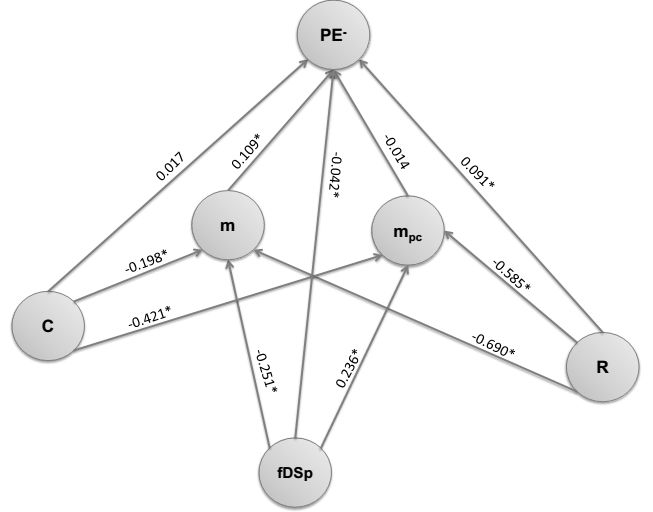 PE-
0.017
0.109*
-0.042*
-0.014
0.091*
m
mpc
-0.198*
-0.421*
-0.585*
-0.690*
C
-0.251*
0.236*
R
fDSp